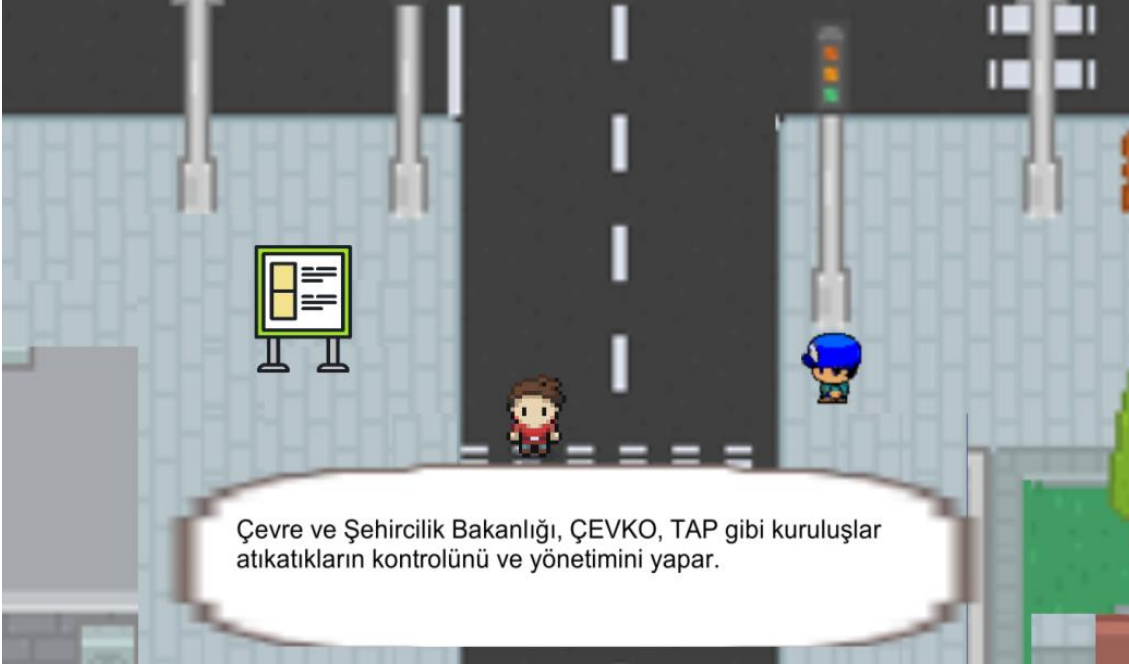 Çevre ve Şehircilik Bakanlığı, ÇEVKO, TAP gibi kuruluşlar
atıkatıkların kontrolünü ve yönetimini yapar.